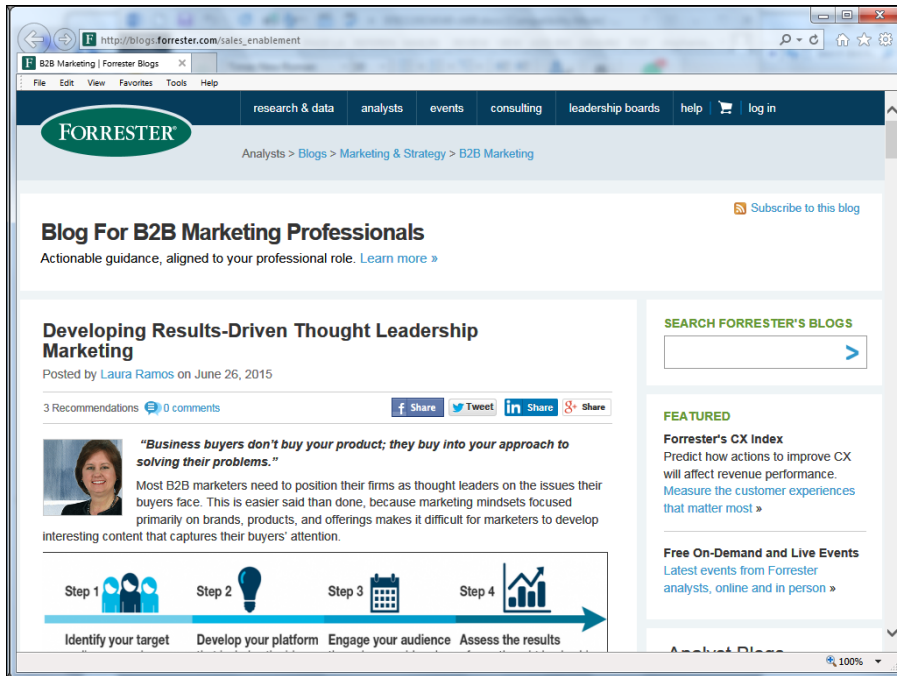 http://blogs.forrester.com/sales_enablement
B2B Marketing | Forrester Blogs
File Edit View Favorites Tools Help
research & data analysts events consulting leadership boards help log in
FORRESTER®
Analysts > Blogs > Marketing & Strategy > B2B Marketing
Subscribe to this blog
Blog For B2B Marketing Professionals
Actionable guidance, aligned to your professional role. Learn more »
Developing Results-Driven Thought Leadership
Marketing
Posted by Laura Ramos on June 26, 2015
3 Recommendations 0 comments
f Share Tweet in Share g+ Share
“Business buyers don’t buy your product; they buy into your approach to
solving their problems.”
Most B2B marketers need to position their firms as thought leaders on the issues their
buyers face. This is easier said than done, because marketing mindsets focused
primarily on brands, products, and offerings makes it difficult for marketers to develop
interesting content that captures their buyers’ attention.
Step 1 Step 2 Step 3 Step 4
Identify your target Develop your platform Engage your audience Assess the results
SEARCH FORRESTER'S BLOGS
FEATURED
Forrester's CX Index
Predict how actions to improve CX
will affect revenue performance.
Measure the customer experiences
that matter most »
Free On-Demand and Live Events
Latest events from Forrester
analysts, online and in person »
100%